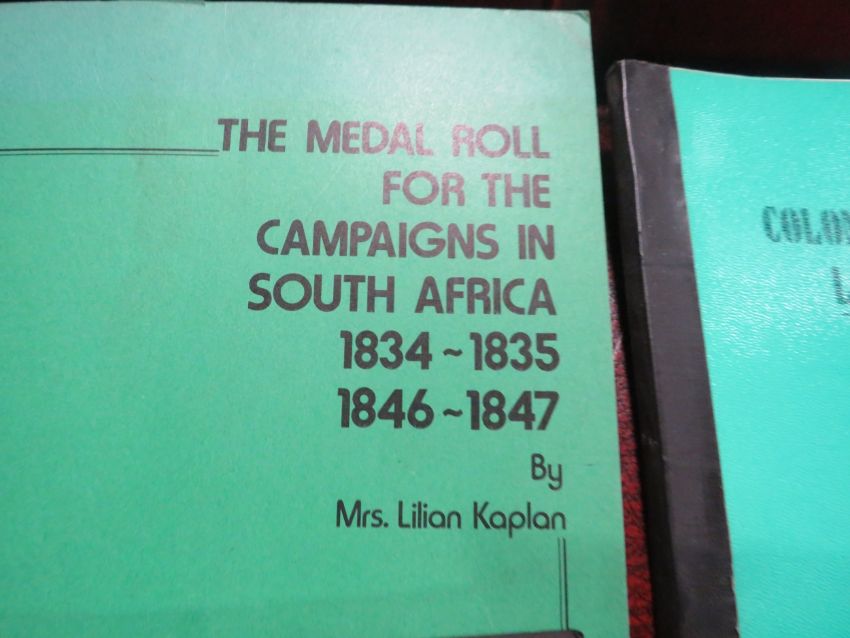 THE MEDAL ROLL
FOR THE
CAMPAIGNS IN
SOUTH AFRICA
1834~1835
1846~1847
By
Mrs. Lilian Kaplan